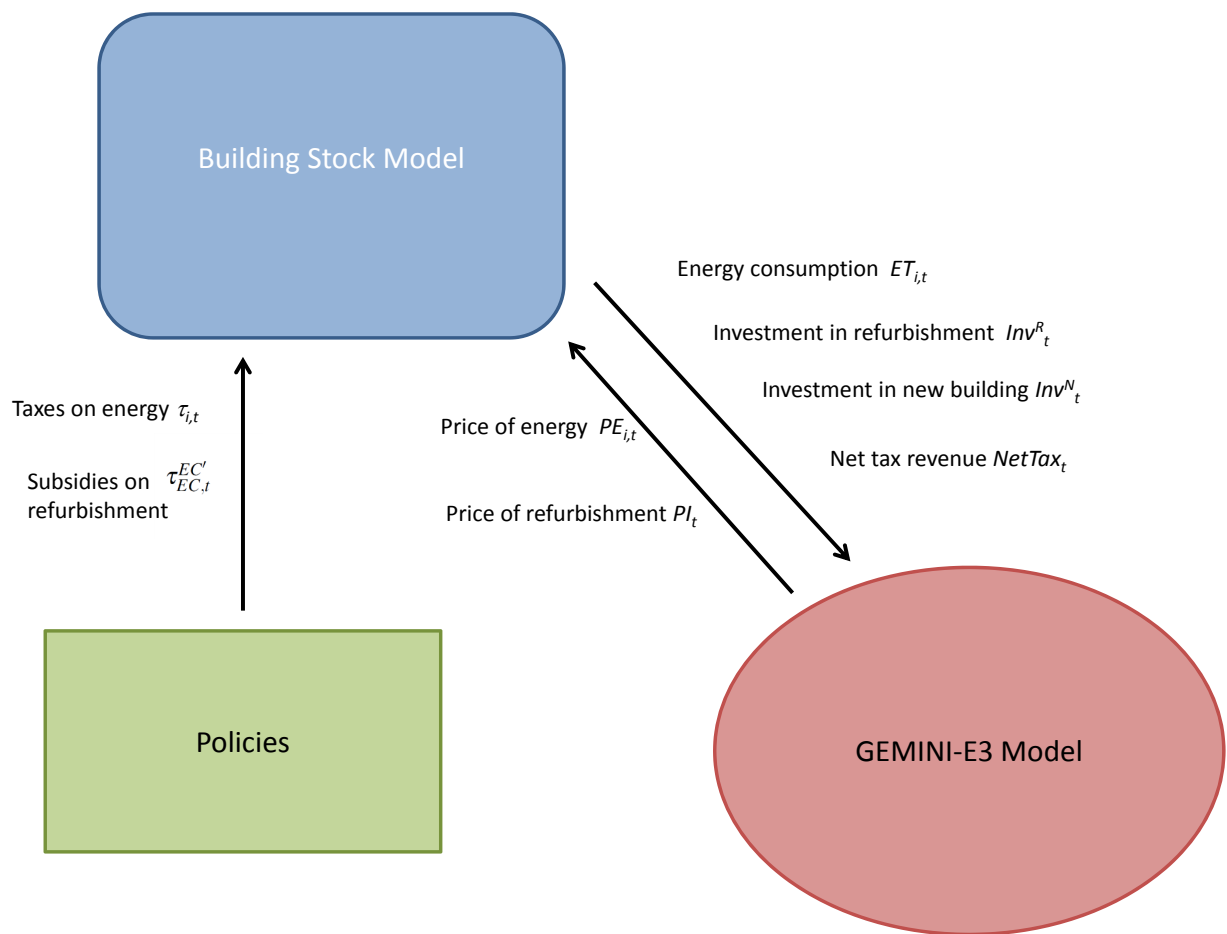 Building Stock Model
Energy consumption ET_{i,t}
Investment in refurbishment Inv^R_t
Investment in new building Inv^N_t
Net tax revenue NetTax_t
Taxes on energy τ_{i,t}
Subsidies on τ^{EC'}_{EC,t}
refurbishment
Price of energy PE_{i,t}
Price of refurbishment PI_t
Policies
GEMINI-E3 Model